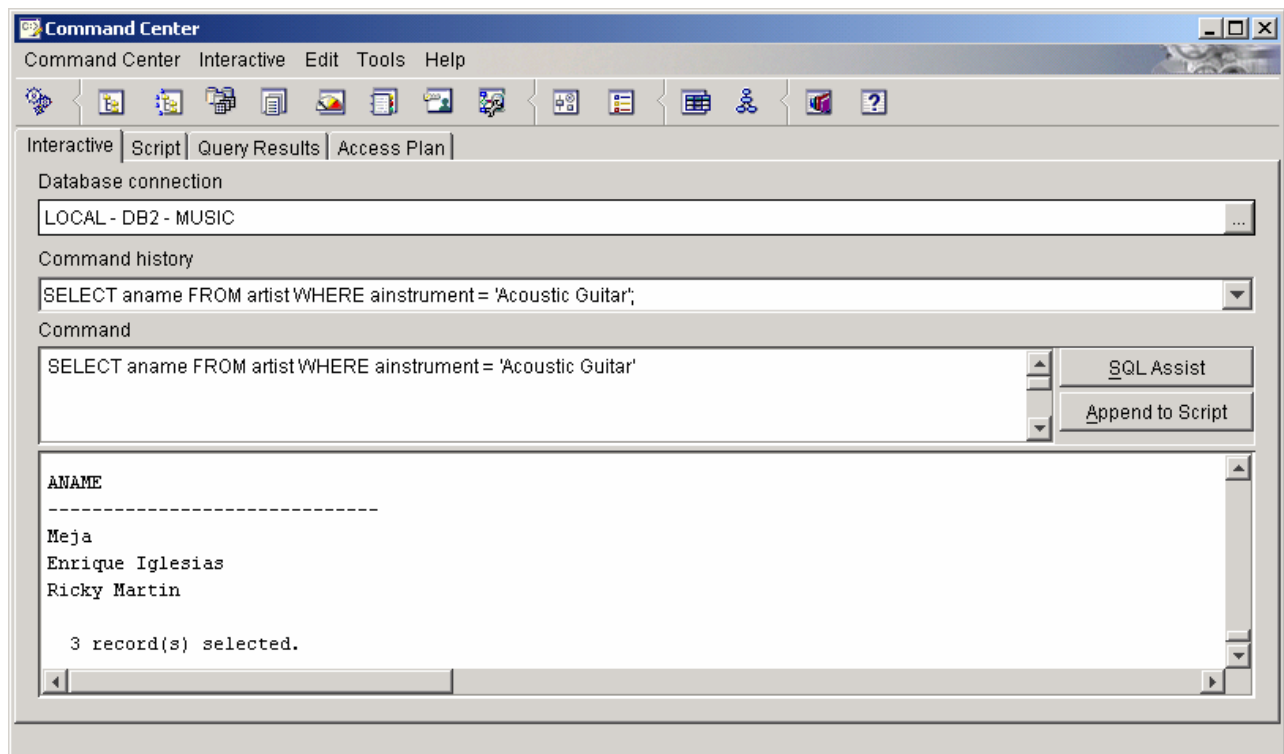 Command Center
Command Center Interactive Edit Tools Help
Interactive Script Query Results Access Plan
Database connection
LOCAL - DB2 - MUSIC
...
Command history
SELECT aname FROM artist WHERE ainstrument = 'Acoustic Guitar';
Command
SELECT aname FROM artist WHERE ainstrument = 'Acoustic Guitar'
SQL Assist
Append to Script
ANAME
------------------------------
Meja
Enrique Iglesias
Ricky Martin
3 record(s) selected.